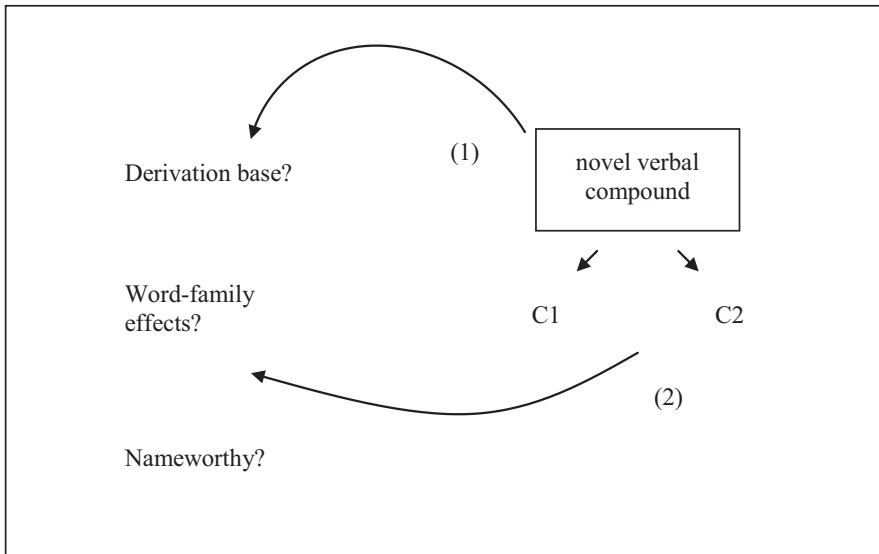 (1)
novel verbal
compound
Derivation base?
Word-family
effects?
C1
C2
(2)
Nameworthy?